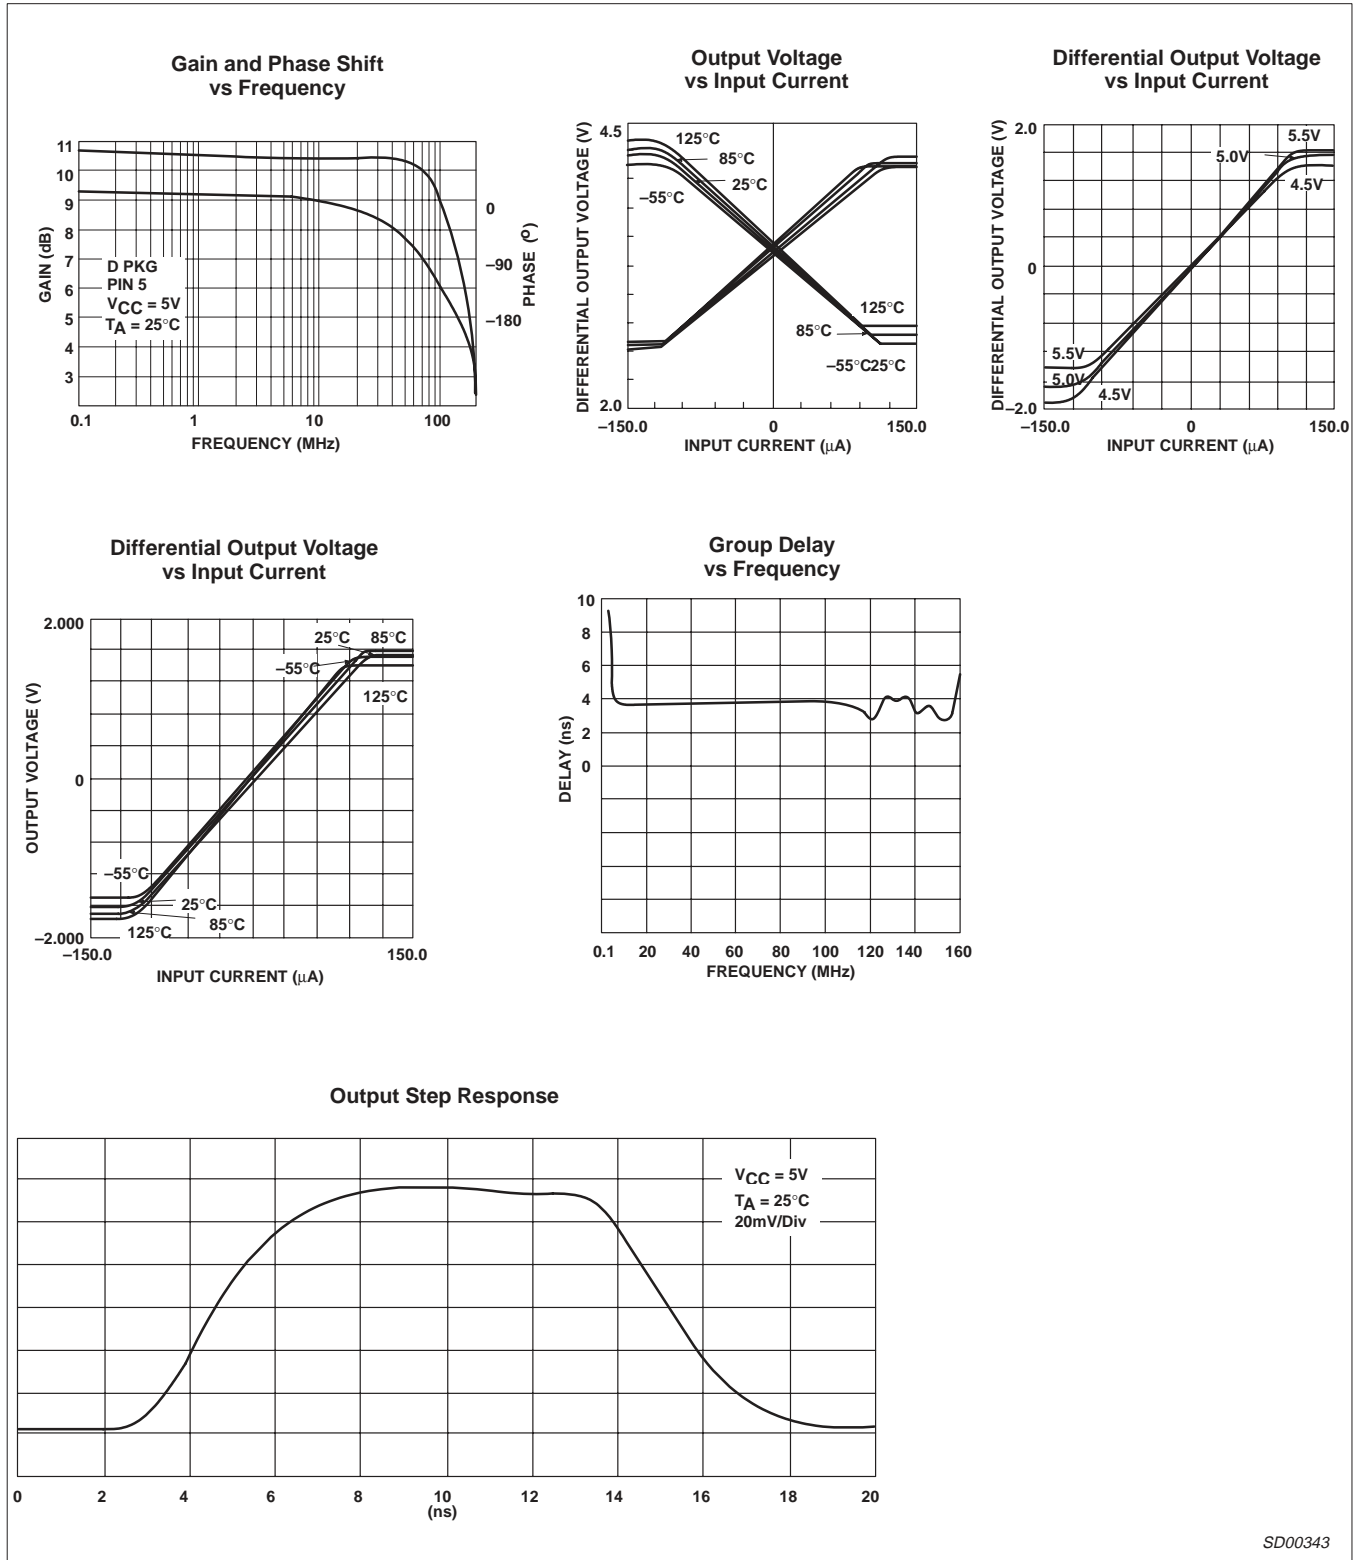 Gain and Phase Shift
vs Frequency
11
10
9
8
7
6
5
4
3
GAIN (dB)
D PKG
PIN 5
VCC = 5V
TA = 25°C
0
–90
–180
PHASE (o)
0.1 1 10 100
FREQUENCY (MHz)
Output Voltage
vs Input Current
4.5
2.0
DIFFERENTIAL OUTPUT VOLTAGE (V)
125°C
85°C
25°C
–55°C
125°C
85°C
–55°C25°C
–150.0 0 150.0
INPUT CURRENT (μA)
Differential Output Voltage
vs Input Current
2.0
0
–2.0
DIFFERENTIAL OUTPUT VOLTAGE (V)
5.5V
5.0V
4.5V
5.5V
5.0V
4.5V
–150.0 0 150.0
INPUT CURRENT (μA)
Differential Output Voltage
vs Input Current
2.000
0
–2.000
OUTPUT VOLTAGE (V)
25°C 85°C
–55°C
125°C
–55°C
25°C
85°C
125°C
–150.0 150.0
INPUT CURRENT (μA)
Group Delay
vs Frequency
10
8
6
4
2
0
DELAY (ns)
0.1 20 40 60 80 100 120 140 160
FREQUENCY (MHz)
Output Step Response
VCC = 5V
TA = 25°C
20mV/Div
0 2 4 6 8 10 12 14 16 18 20
(ns)
SD00343